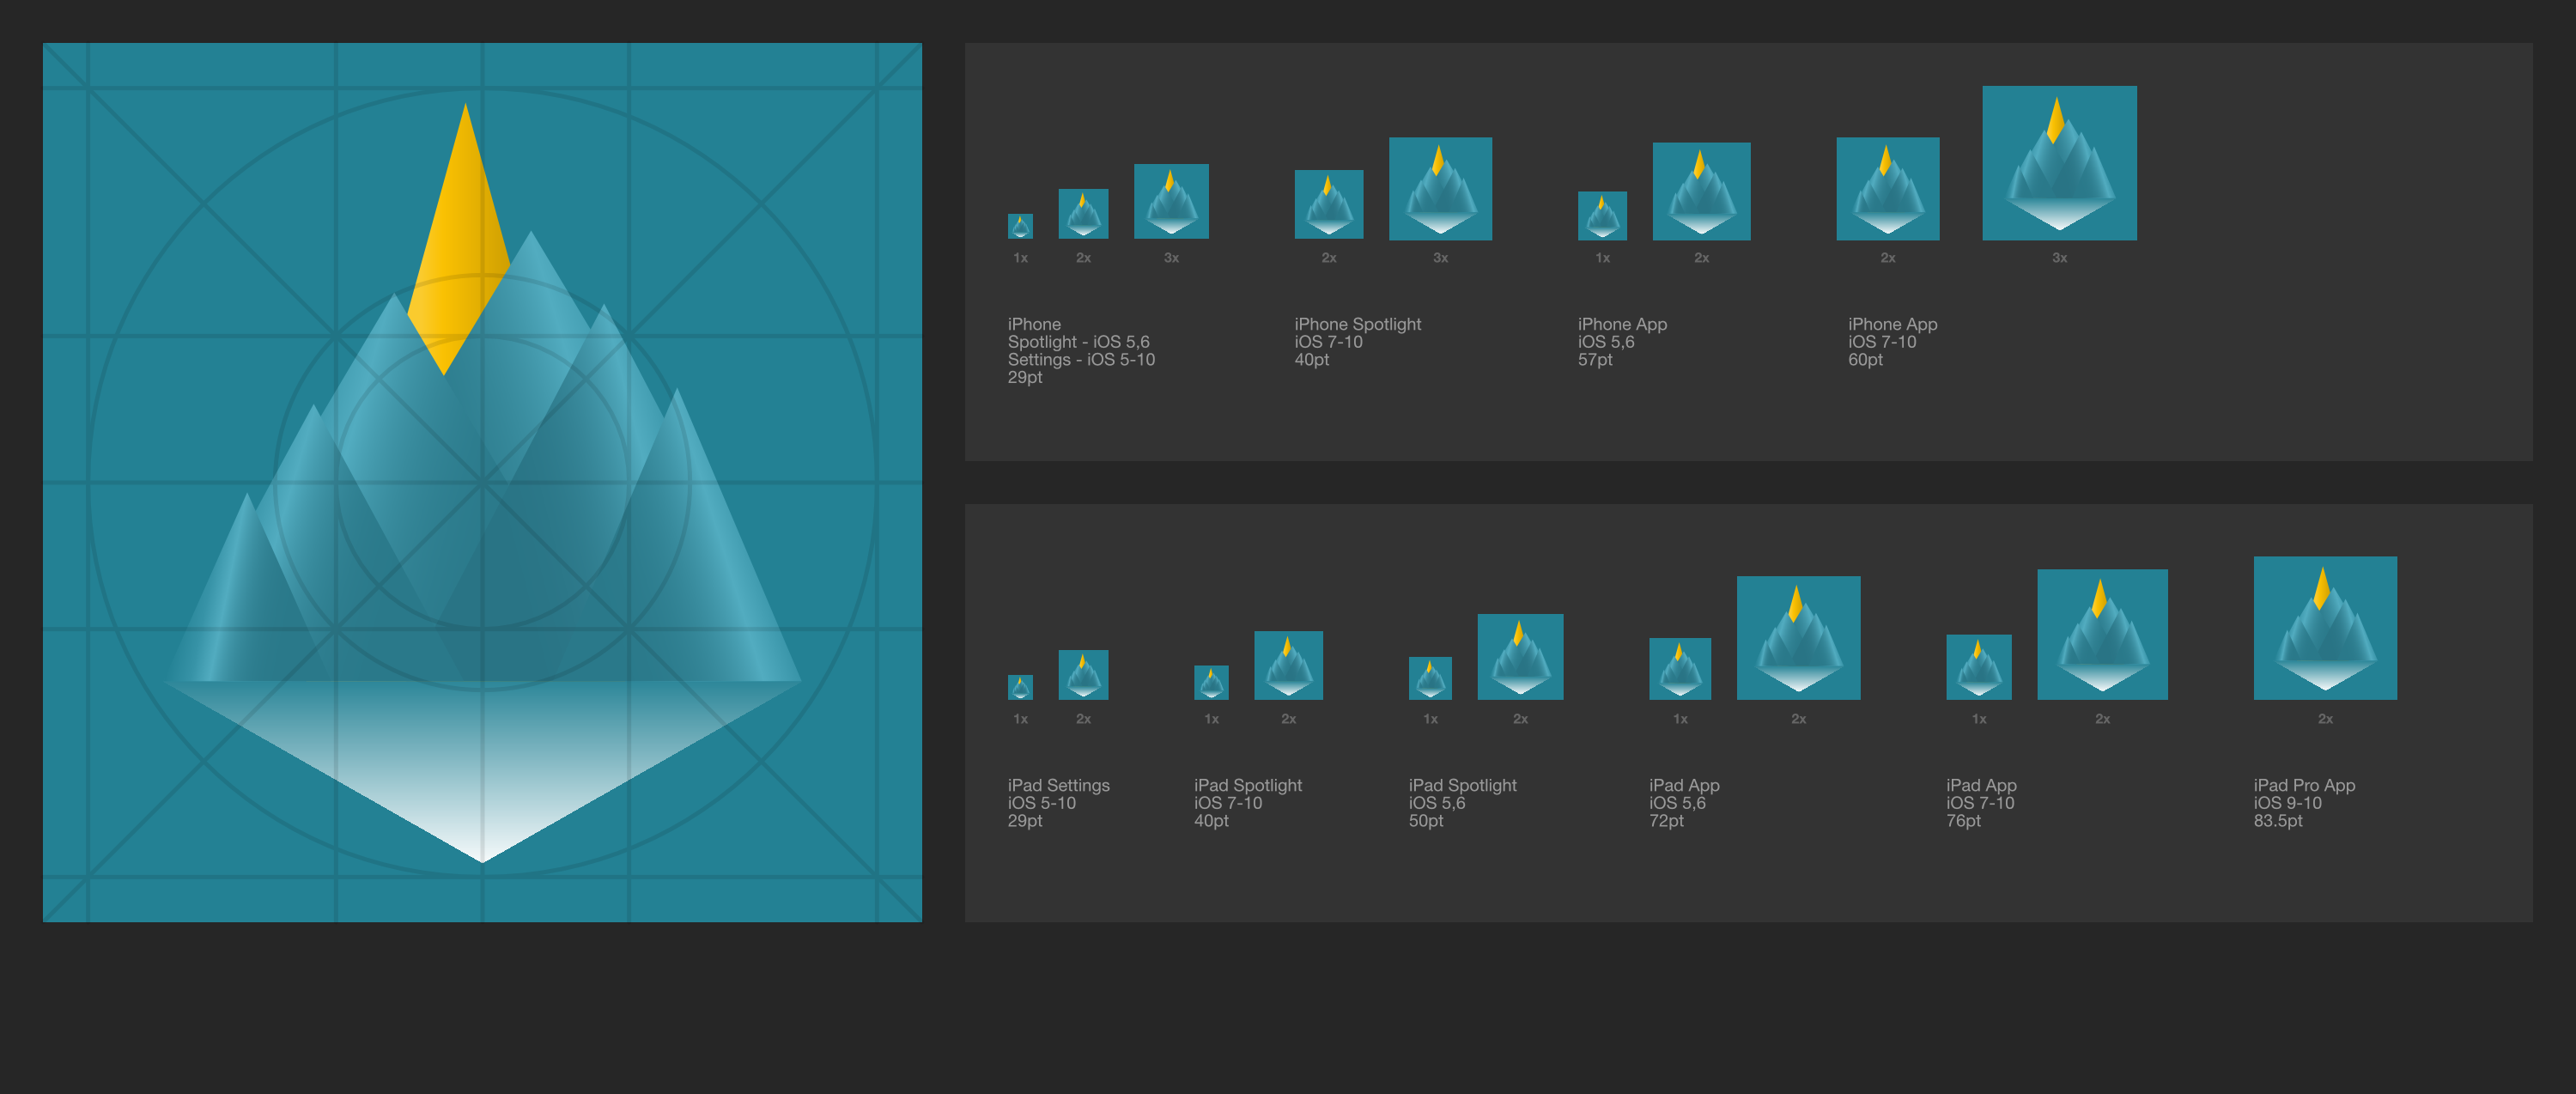 1x 2x 3x 2x 3x 1x 2x 2x 3x
iPhone
Spotlight - iOS 5,6
Settings - iOS 5-10
29pt
iPhone Spotlight
iOS 7-10
40pt
iPhone App
iOS 5,6
57pt
iPhone App
iOS 7-10
60pt
1x 2x 1x 2x 1x 2x 1x 2x 1x 2x 2x
iPad Settings
iOS 5-10
29pt
iPad Spotlight
iOS 7-10
40pt
iPad Spotlight
iOS 5,6
50pt
iPad App
iOS 5,6
72pt
iPad App
iOS 7-10
76pt
iPad Pro App
iOS 9-10
83.5pt